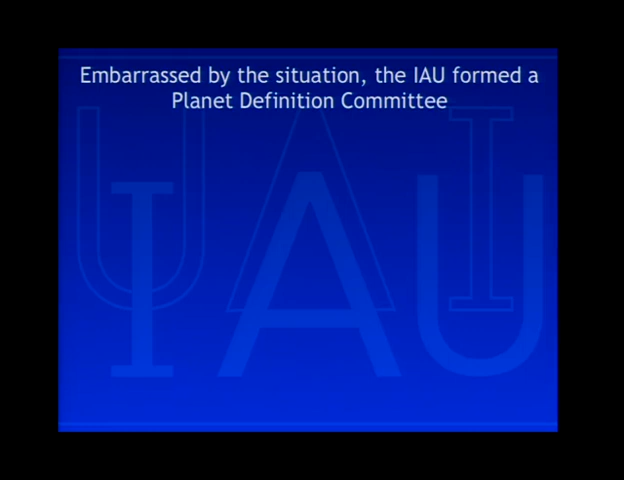 Embarrassed by the situation, the IAU formed a
Planet Definition Committee
IAU